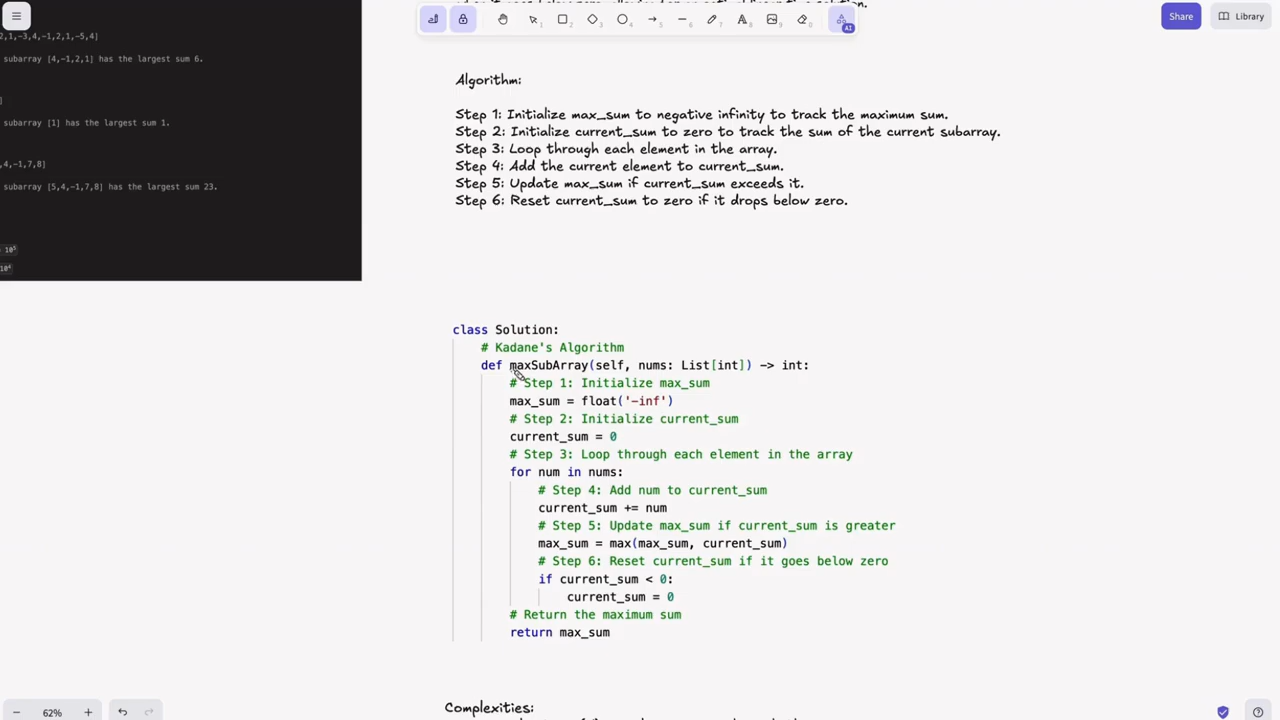 Share
Library
AI
2,1,-3,4,-1,2,1,-5,4]
subarray [4,-1,2,1] has the largest sum 6.
]
subarray [1] has the largest sum 1.
,4,-1,7,8]
subarray [5,4,-1,7,8] has the largest sum 23.
10⁵
10⁴
Algorithm:
Step 1: Initialize max_sum to negative infinity to track the maximum sum.
Step 2: Initialize current_sum to zero to track the sum of the current subarray.
Step 3: Loop through each element in the array.
Step 4: Add the current element to current_sum.
Step 5: Update max_sum if current_sum exceeds it.
Step 6: Reset current_sum to zero if it drops below zero.
class Solution:
# Kadane's Algorithm
def maxSubArray(self, nums: List[int]) -> int:
# Step 1: Initialize max_sum
max_sum = float('-inf')
# Step 2: Initialize current_sum
current_sum = 0
# Step 3: Loop through each element in the array
for num in nums:
# Step 4: Add num to current_sum
current_sum += num
# Step 5: Update max_sum if current_sum is greater
max_sum = max(max_sum, current_sum)
# Step 6: Reset current_sum if it goes below zero
if current_sum < 0:
current_sum = 0
# Return the maximum sum
return max_sum
Complexities:
62%